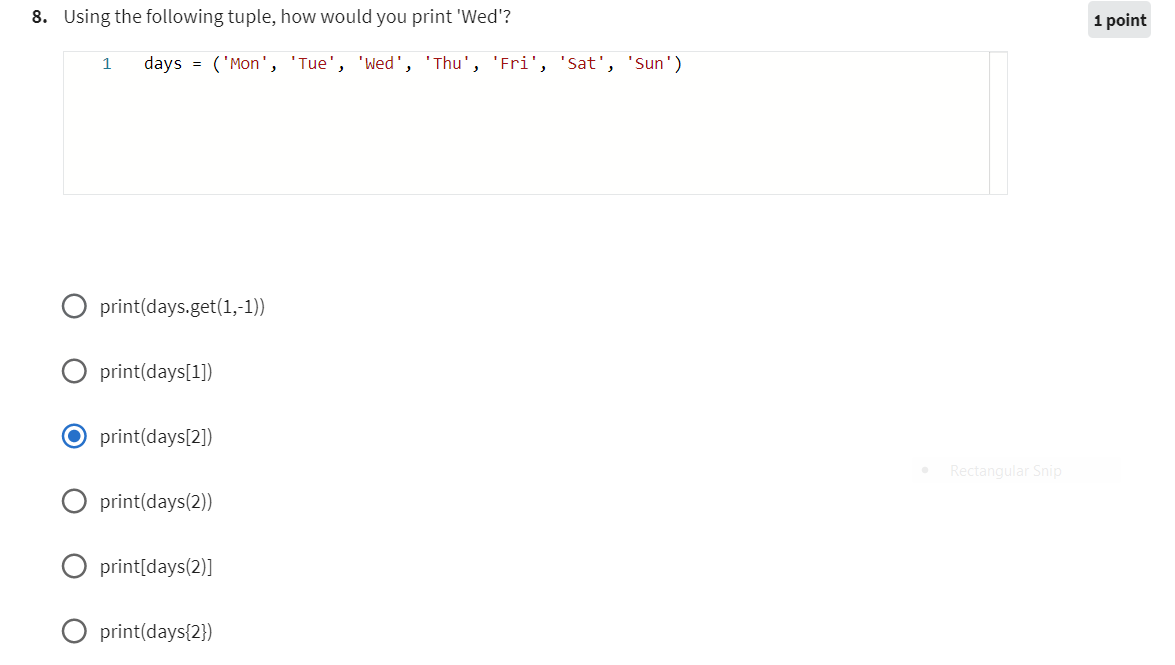 8. Using the following tuple, how would you print 'Wed'?
1 point
1 days = ('Mon', 'Tue', 'Wed', 'Thu', 'Fri', 'Sat', 'Sun')
print(days.get(1,-1))
print(days[1])
print(days[2])
Rectangular Snip
print(days(2))
print[days(2)]
print(days{2})